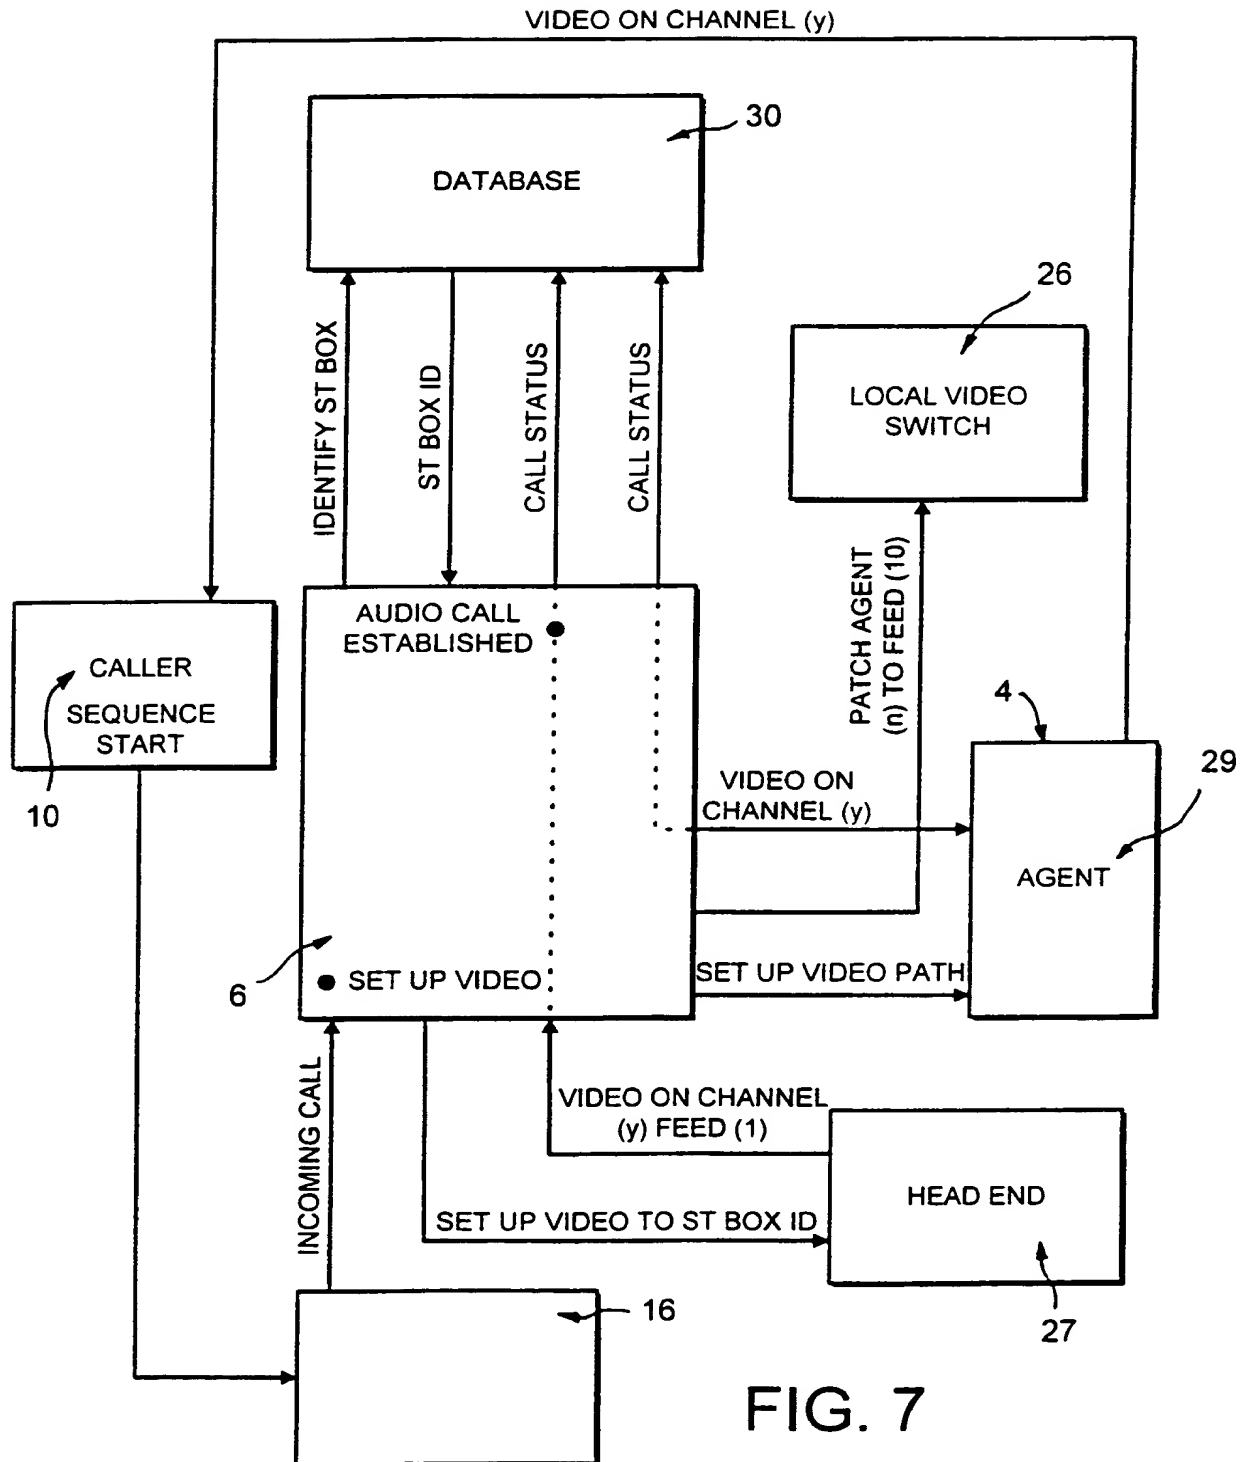 VIDEO ON CHANNEL (y)
30
DATABASE
26
LOCAL VIDEO
SWITCH
IDENTIFY ST BOX
ST BOX ID
CALL STATUS
CALL STATUS
PATCH AGENT
(n) TO FEED (10)
AUDIO CALL
ESTABLISHED
CALLER
SEQUENCE
START
10
4
29
VIDEO ON
CHANNEL (y)
AGENT
6
SET UP VIDEO
SET UP VIDEO PATH
INCOMING CALL
VIDEO ON CHANNEL
(y) FEED (1)
HEAD END
SET UP VIDEO TO ST BOX ID
16
27
FIG. 7